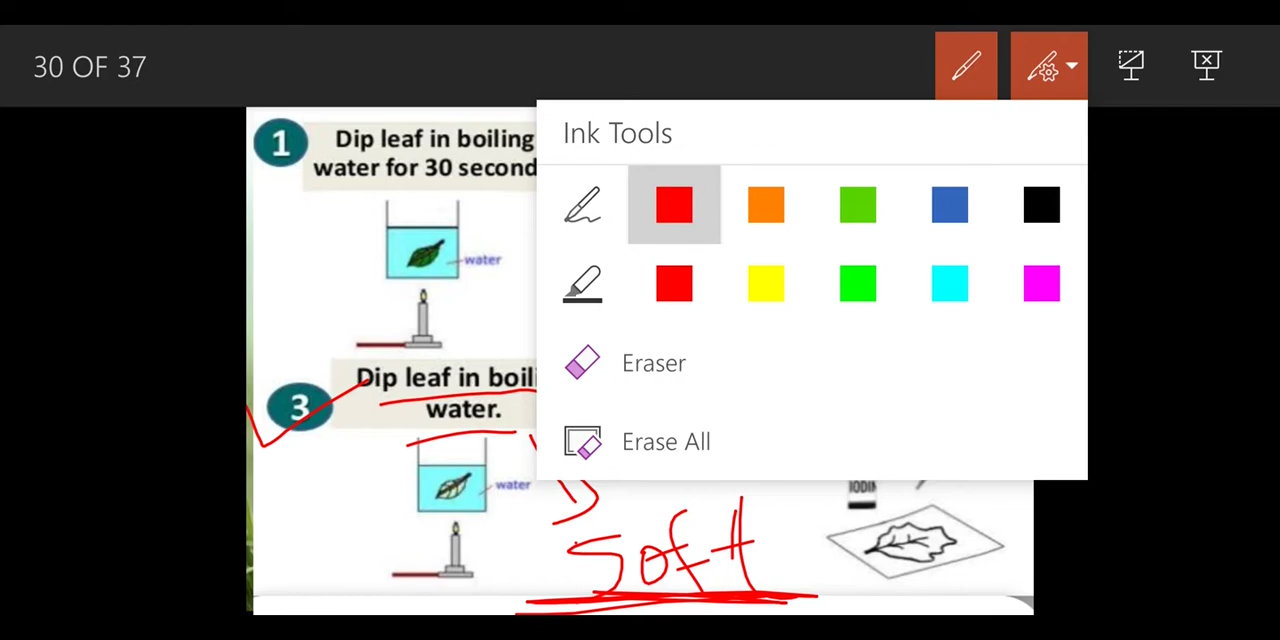 30 OF 37
Ink Tools
Eraser
Erase All
1
Dip leaf in boiling
water for 30 second
water
3
Dip leaf in boili
water.
water
IODIN
Soft